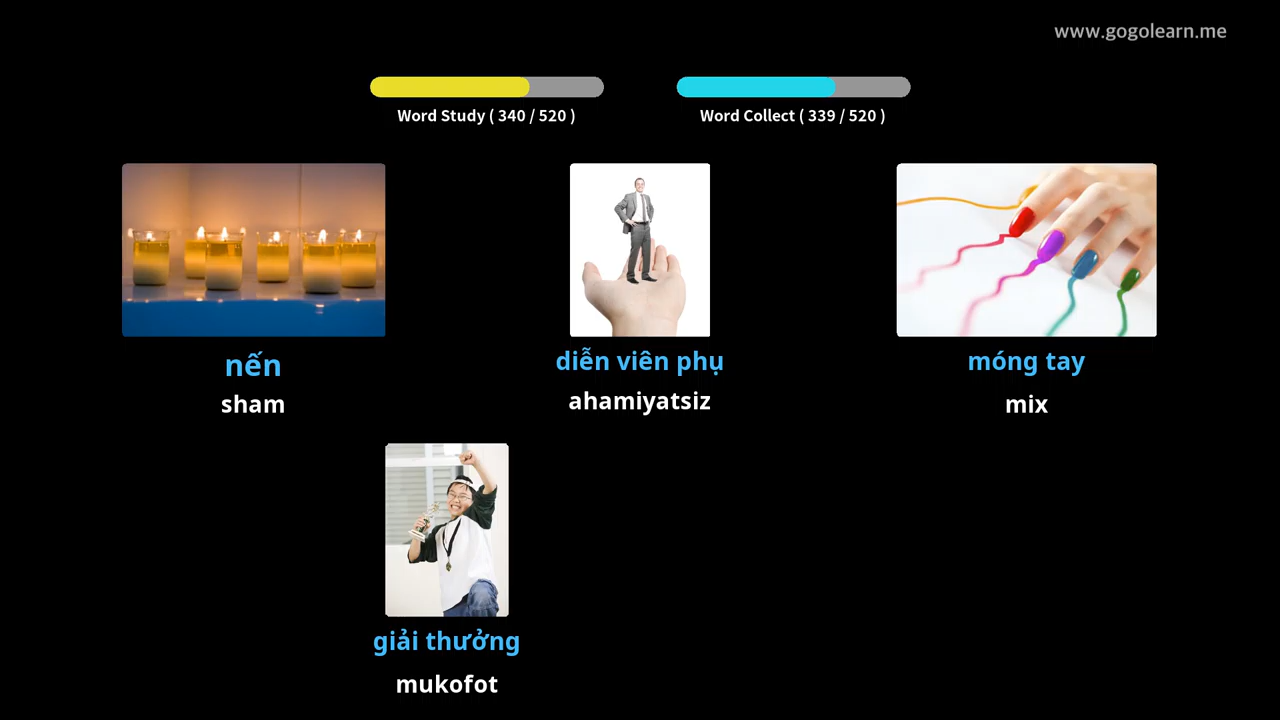 www.gogolearn.me
Word Study ( 340 / 520 )
Word Collect ( 339 / 520 )
nến
sham
diễn viên phụ
ahamiyatsiz
móng tay
mix
giải thưởng
mukofot